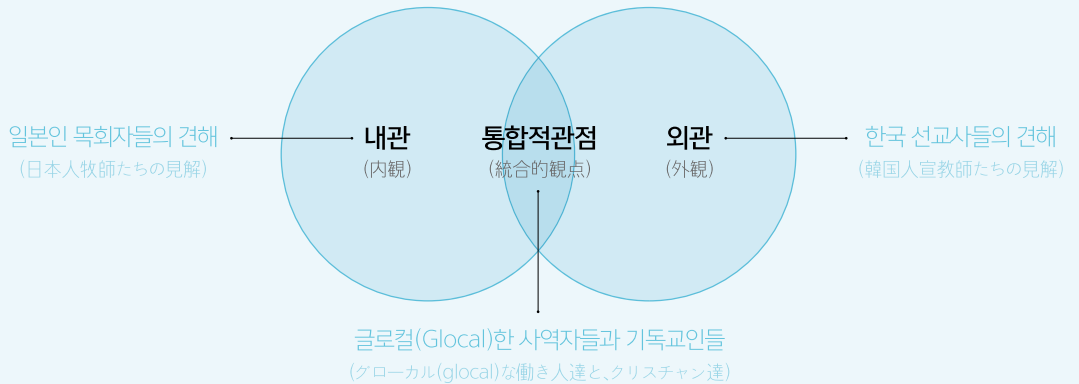 일본인 목회자들의 견해
(日本人牧師たちの見解)
내관
(内観)
통합적관점
(統合的観点)
외관
(外観)
한국 선교사들의 견해
(韓国人宣教師たちの見解)
글로컬(Glocal)한 사역자들과 기독교인들
(グローカル(glocal)な働き人達と、クリスチャン達)